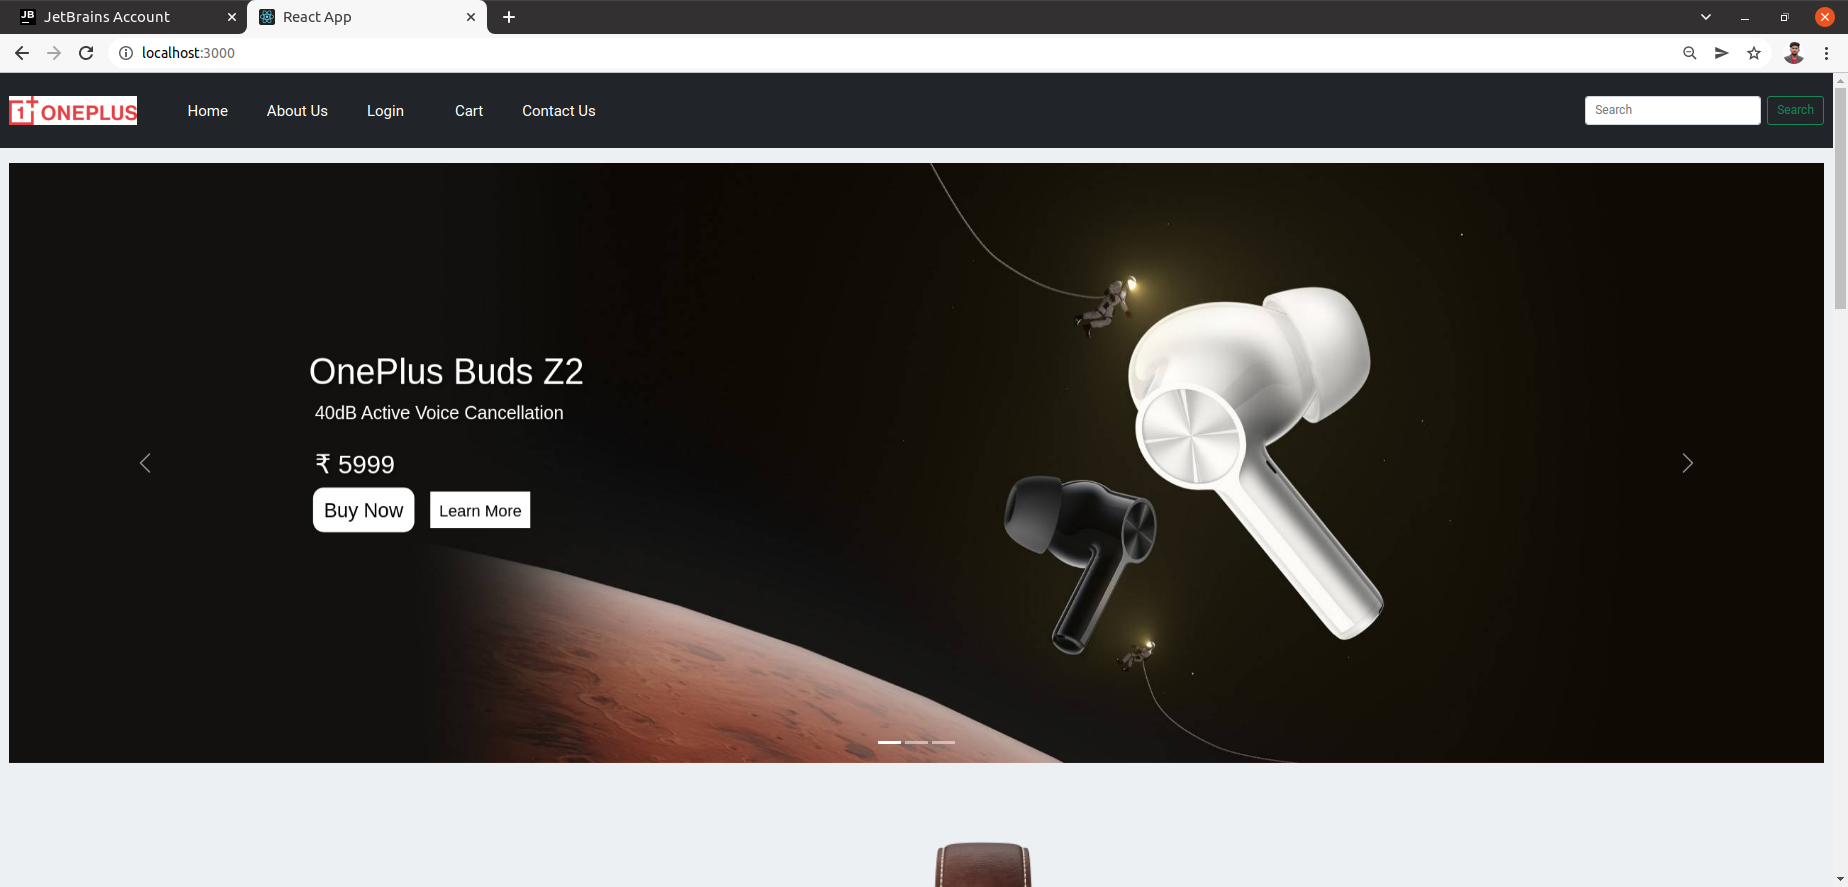 JB JetBrains Account
React App
localhost:3000
1+ ONEPLUS Home About Us Login Cart Contact Us Search Search
OnePlus Buds Z2
40dB Active Voice Cancellation
₹ 5999
Buy Now Learn More